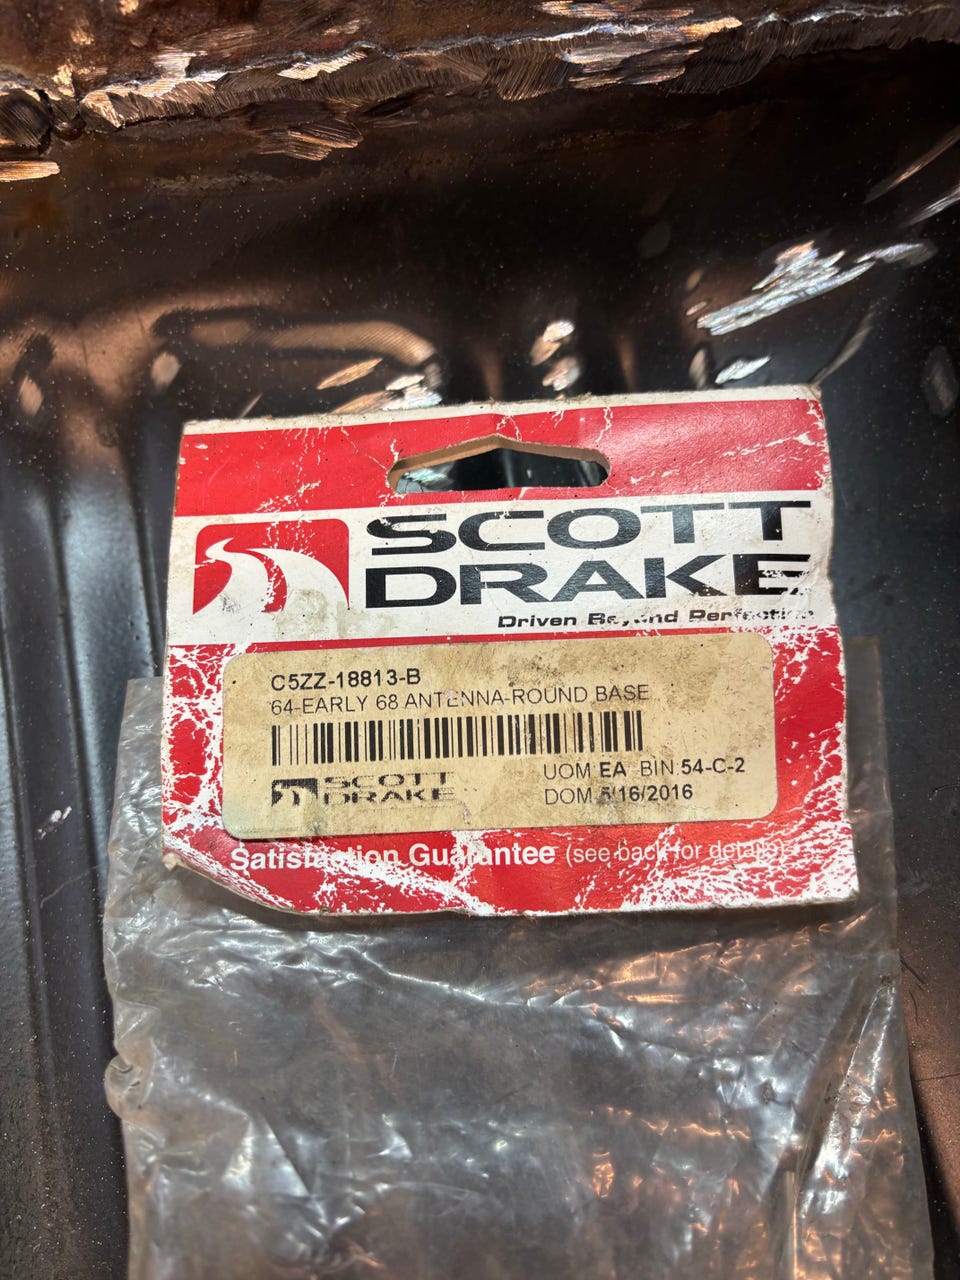 SCOTT
DRAKE
Driven Beyond Perfection
C5ZZ-18813-B
'64-EARLY 68 ANTENNA-ROUND BASE
SCOTT
DRAKE
UOM EA BIN 54-C-2
DOM 5/16/2016
Satisfaction Guarantee (see back for details)